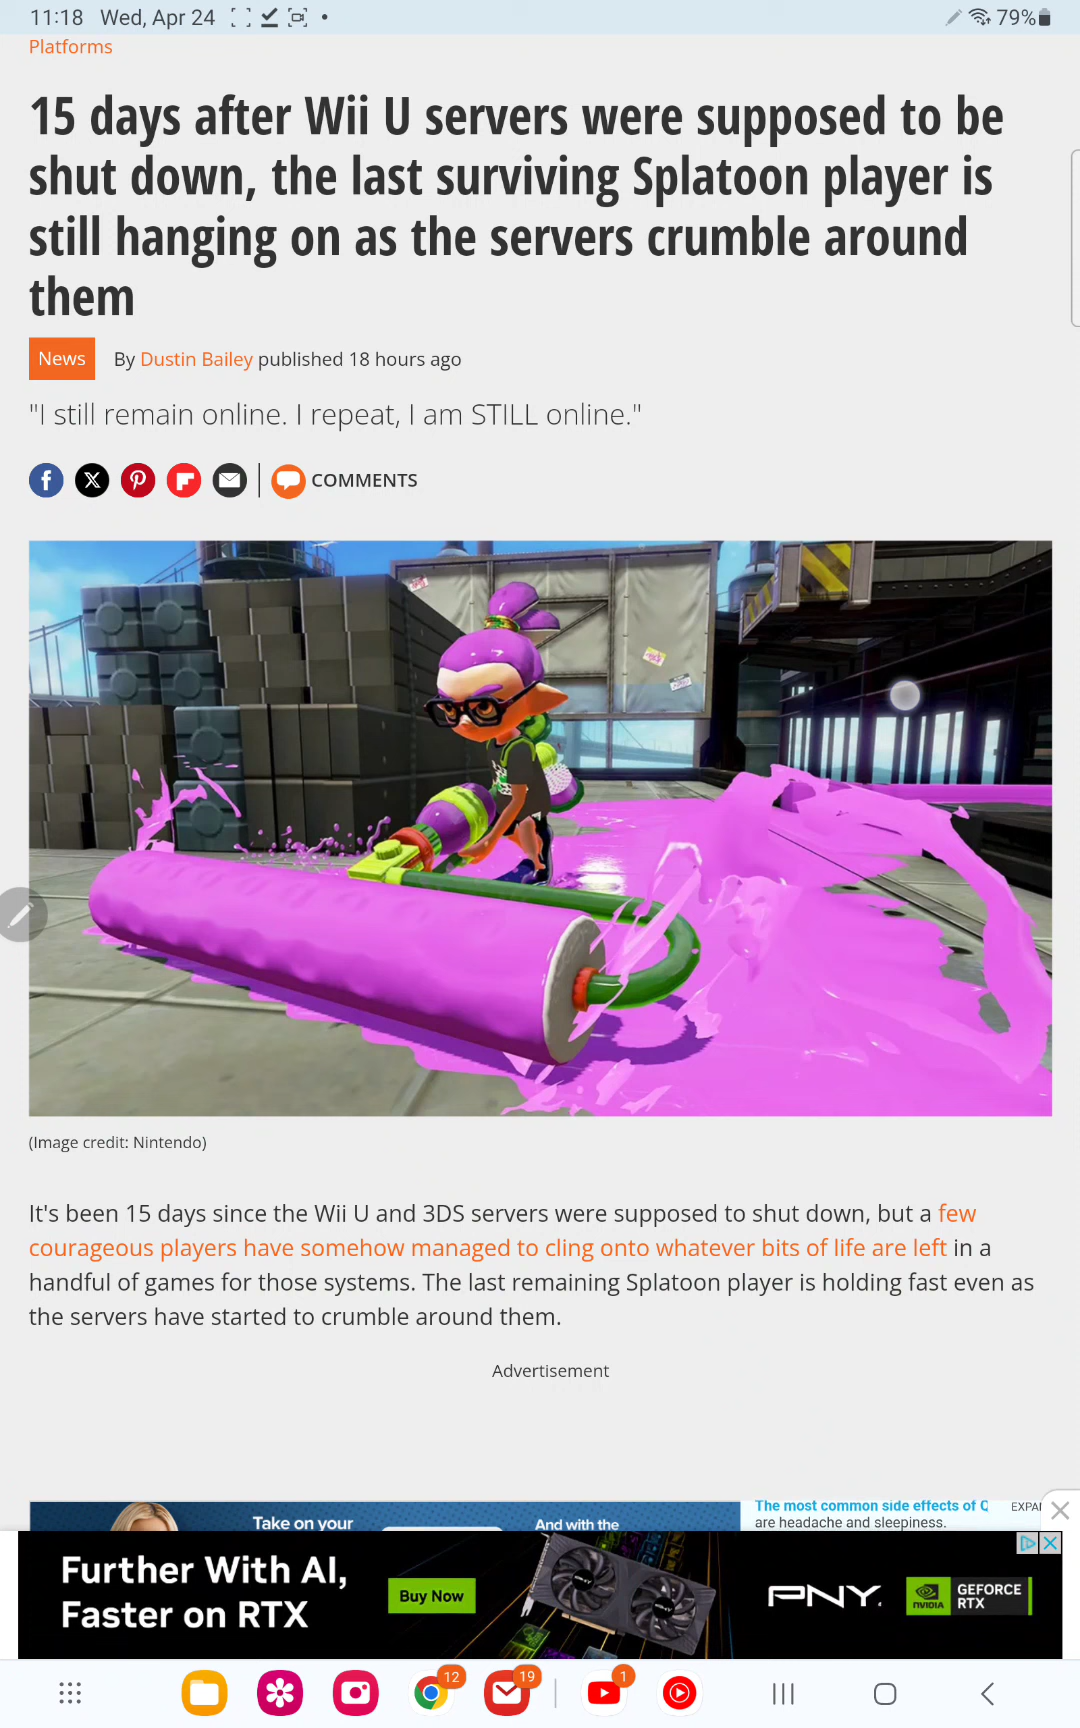 11:18 Wed, Apr 24
79%
Platforms
15 days after Wii U servers were supposed to be
shut down, the last surviving Splatoon player is
still hanging on as the servers crumble around
them
News By Dustin Bailey published 18 hours ago
"I still remain online. I repeat, I am STILL online."
COMMENTS
(Image credit: Nintendo)
It's been 15 days since the Wii U and 3DS servers were supposed to shut down, but a few
courageous players have somehow managed to cling onto whatever bits of life are left in a
handful of games for those systems. The last remaining Splatoon player is holding fast even as
the servers have started to crumble around them.
Advertisement
Take on your
And with the
The most common side effects of
are headache and sleepiness.
Further With AI,
Faster on RTX
Buy Now
PNY.
NVIDIA
GEFORCE
RTX
12
19
1